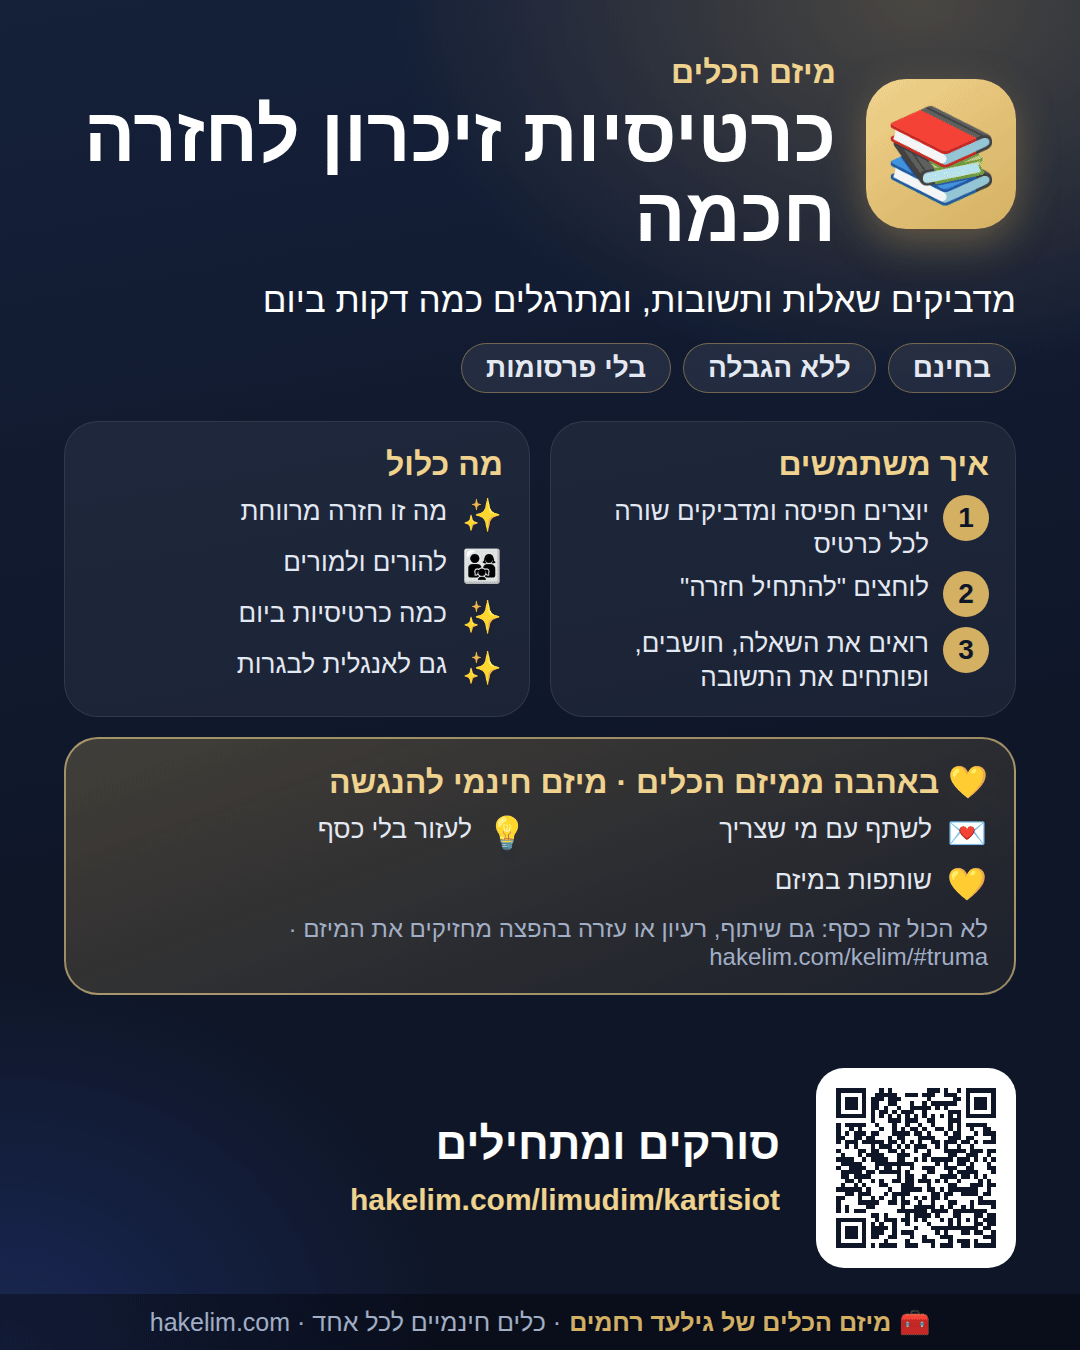 מיזם הכלים
כרטיסיות זיכרון לחזרה
חכמה
מדביקים שאלות ותשובות, ומתרגלים כמה דקות ביום
בחינם
ללא הגבלה
בלי פרסומות
איך משתמשים
1 יוצרים חפיסה ומדביקים שורה
לכל כרטיס
2 לוחצים "להתחיל חזרה"
3 רואים את השאלה, חושבים,
ופותחים את התשובה
מה כלול
מה זו חזרה מרווחת
להורים ולמורים
כמה כרטיסיות ביום
גם לאנגלית לבגרות
באהבה ממיזם הכלים · מיזם חינמי להנגשה
לשתף עם מי שצריך
לעזור בלי כסף
שותפות במיזם
לא הכול זה כסף: גם שיתוף, רעיון או עזרה בהפצה מחזיקים את המיזם ·
hakelim.com/kelim/#truma
סורקים ומתחילים
hakelim.com/limudim/kartisiot
מיזם הכלים של גילעד רחמים · כלים חינמיים לכל אחד · hakelim.com